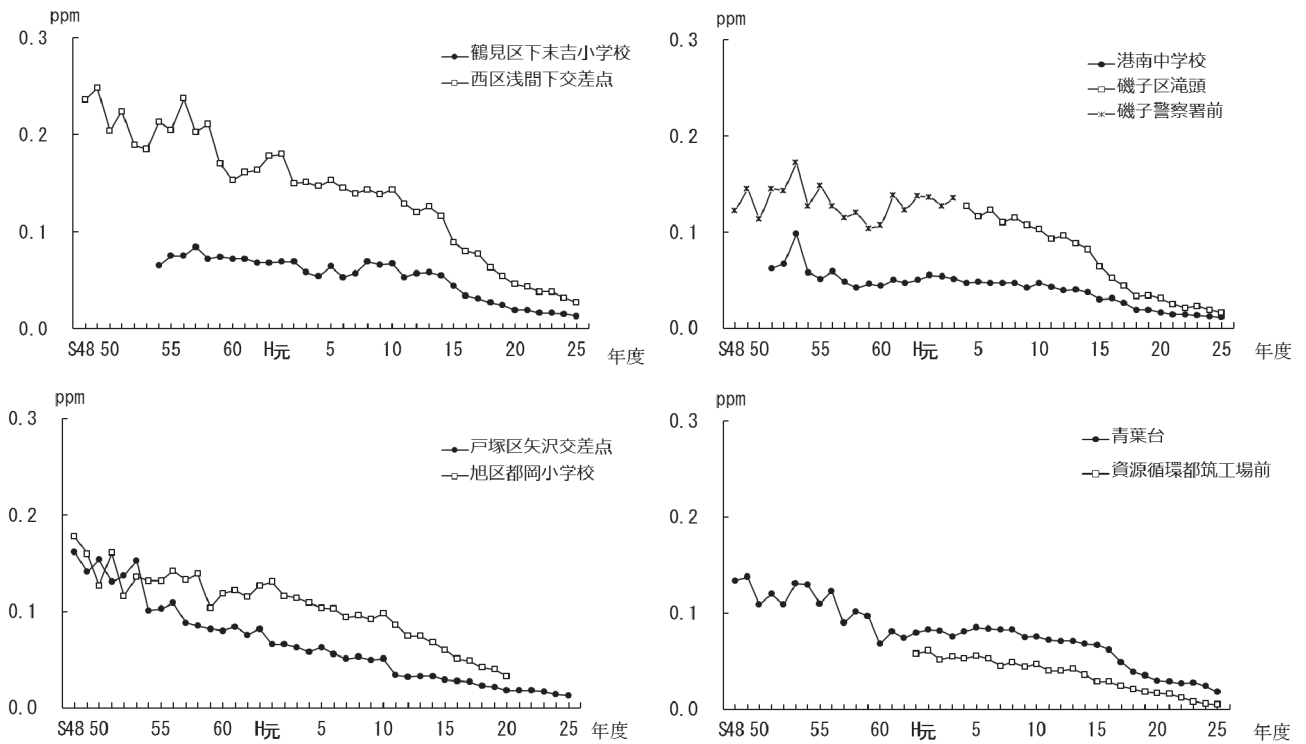 ppm
0.3
0.2
0.1
0.0
鶴見区下末吉小学校
西区浅間下交差点
S48 50 55 60 H元 5 10 15 20 25 年度
ppm
0.3
0.2
0.1
0.0
港南中学校
磯子区滝頭
磯子警察署前
S48 50 55 60 H元 5 10 15 20 25 年度
ppm
0.3
0.2
0.1
0.0
戸塚区矢沢交差点
旭区都岡小学校
S48 50 55 60 H元 5 10 15 20 25 年度
ppm
0.3
0.2
0.1
0.0
青葉台
資源循環都筑工場前
S48 50 55 60 H元 5 10 15 20 25 年度